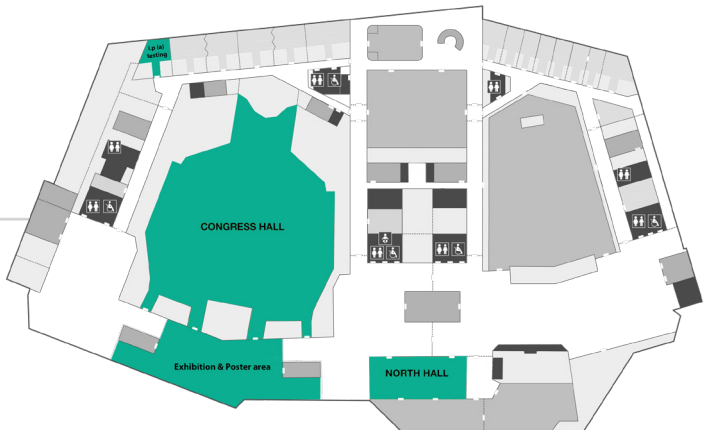 Lp (a)
testing
CONGRESS HALL
Exhibition & Poster area
NORTH HALL